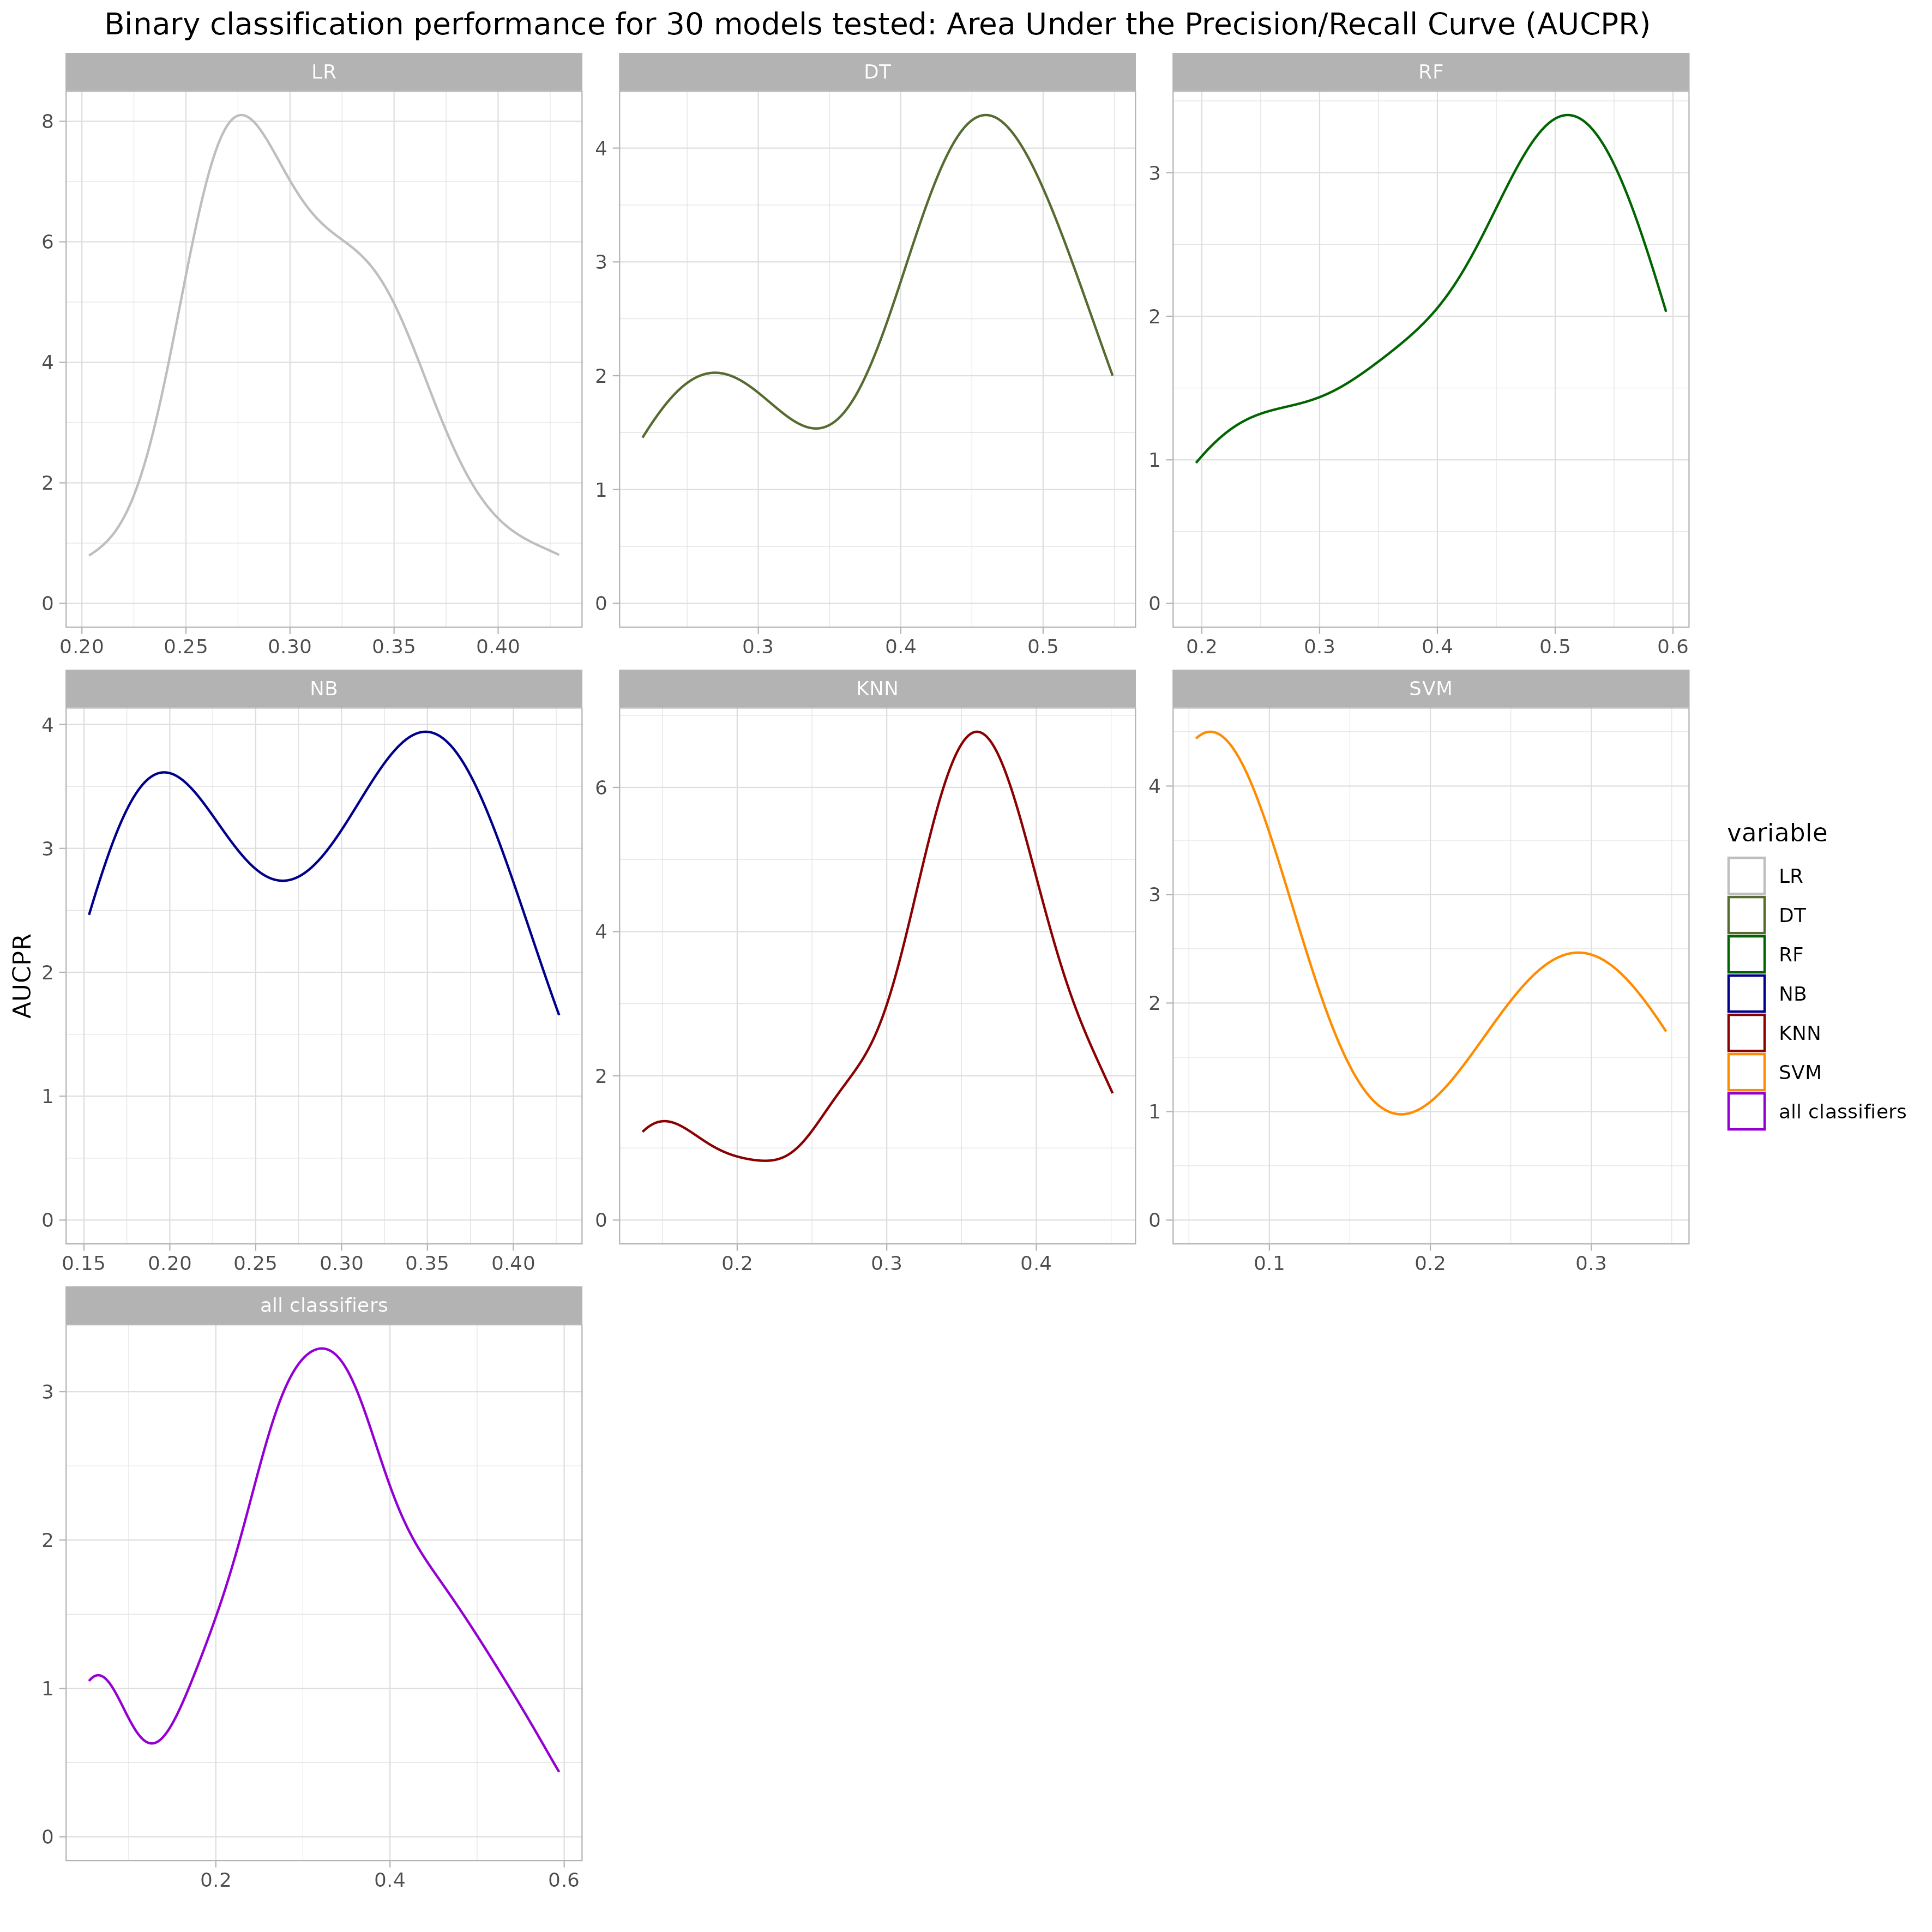 Binary classification performance for 30 models tested: Area Under the Precision/Recall Curve (AUCPR)
LR
DT
RF
8
6
4
2
0
0.20 0.25 0.30 0.35 0.40
4
3
2
1
0
0.3 0.4 0.5
3
2
1
0
0.2 0.3 0.4 0.5 0.6
NB
KNN
SVM
4
3
2
1
0
0.15 0.20 0.25 0.30 0.35 0.40
6
4
2
0
0.2 0.3 0.4
4
3
2
1
0
0.1 0.2 0.3
all classifiers
3
2
1
0
0.2 0.4 0.6
AUCPR
variable
LR
DT
RF
NB
KNN
SVM
all classifiers